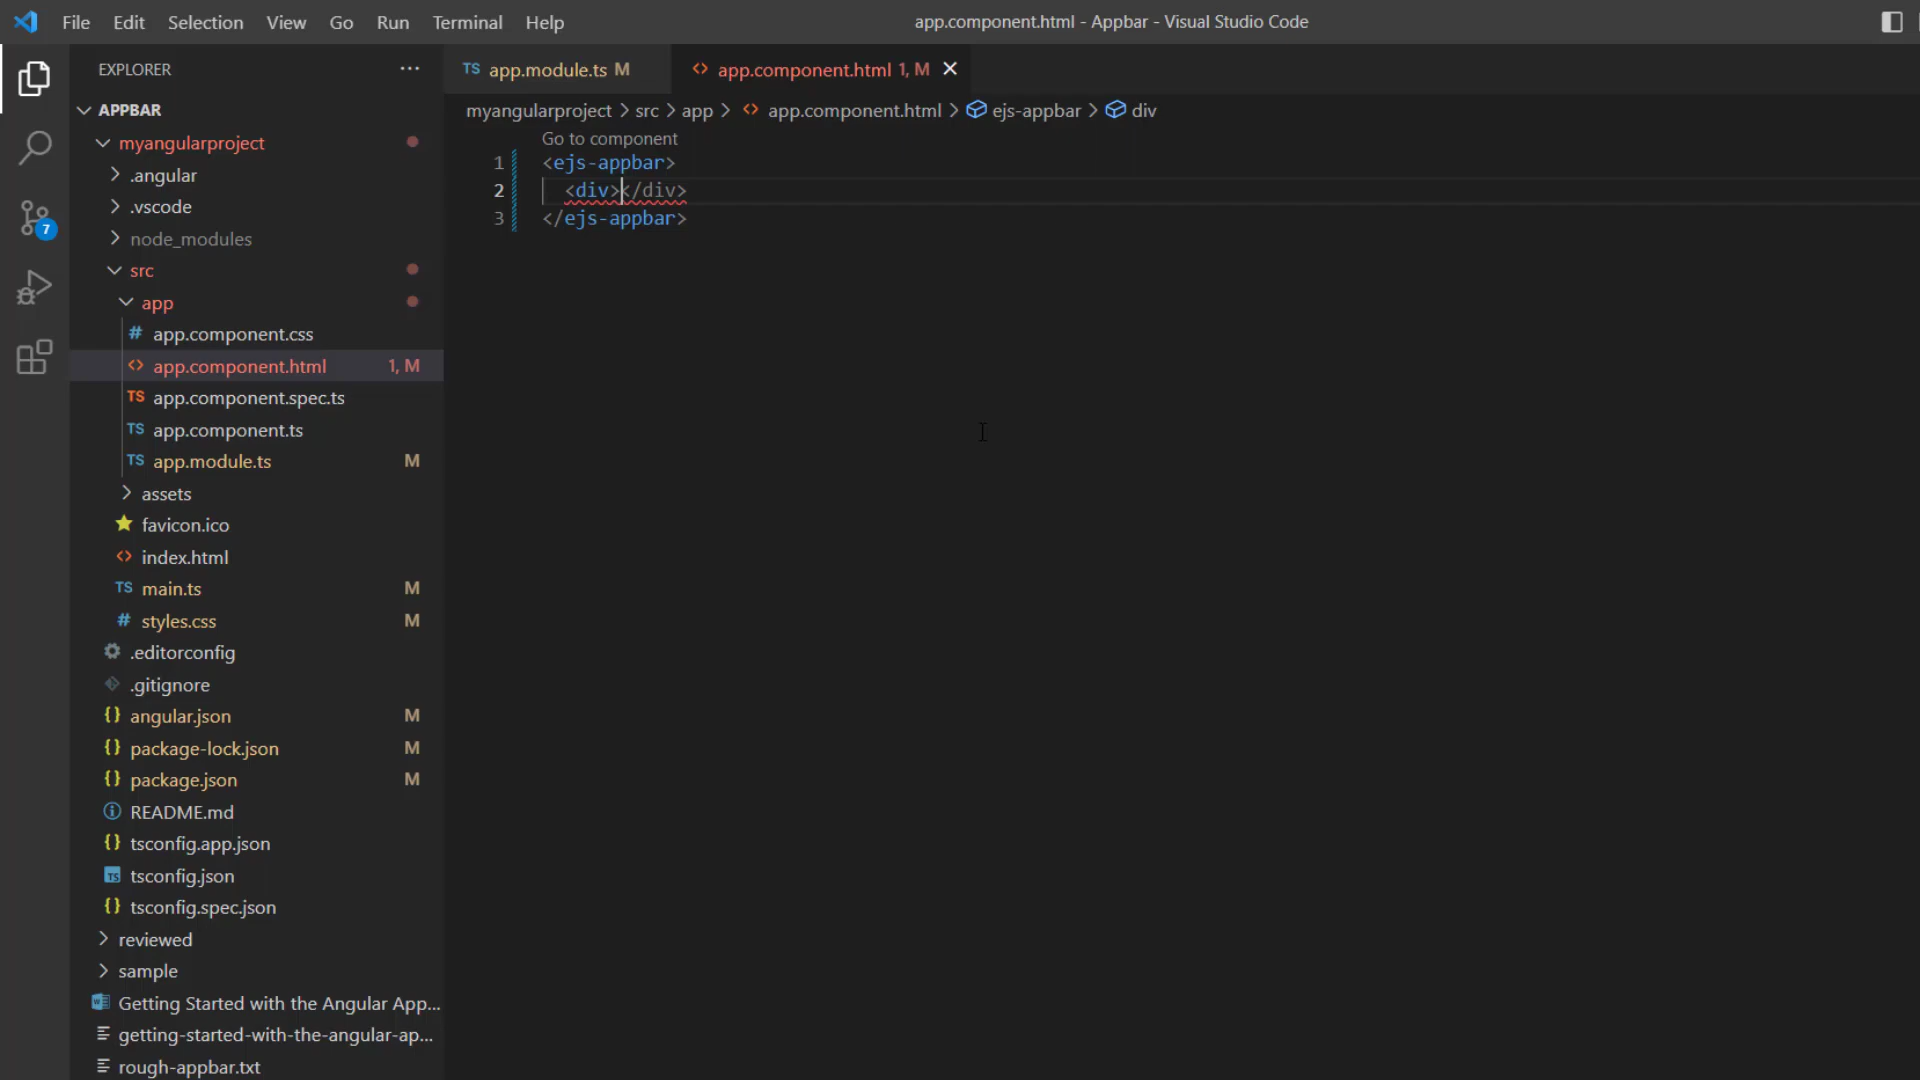 File Edit Selection View Go Run Terminal Help
app.component.html - Appbar - Visual Studio Code
EXPLORER ···
APPBAR
myangularproject
.angular
.vscode
7
node_modules
src
app
# app.component.css
<> app.component.html 1, M
TS app.component.spec.ts
TS app.component.ts
TS app.module.ts M
assets
favicon.ico
<> index.html
TS main.ts M
# styles.css M
.editorconfig
.gitignore
{} angular.json M
{} package-lock.json M
{} package.json M
README.md
{} tsconfig.app.json
TS tsconfig.json
{} tsconfig.spec.json
reviewed
sample
Getting Started with the Angular App...
getting-started-with-the-angular-ap...
rough-appbar.txt
TS app.module.ts M
<> app.component.html 1, M
myangularproject > src > app > <> app.component.html > ejs-appbar > div
Go to component
1 <ejs-appbar>
2 <div></div>
3 </ejs-appbar>